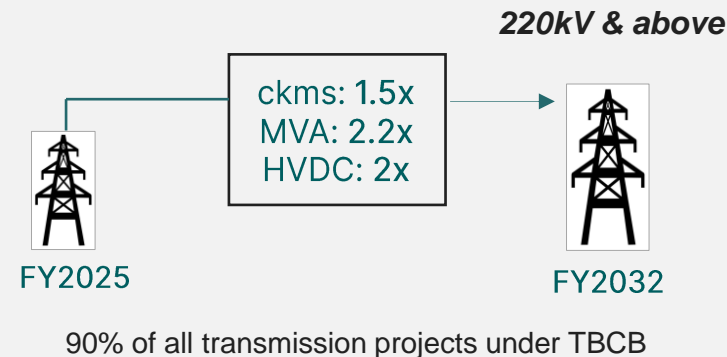 220kV & above
ckms: 1.5x
MVA: 2.2x
HVDC: 2x
FY2025
FY2032
90% of all transmission projects under TBCB